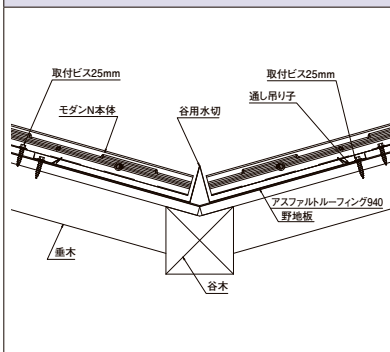 取付ビス25mm
取付ビス25mm
モダンN本体
谷用水切
通し吊り子
アスファルトルーフィング940
野地板
垂木
谷木